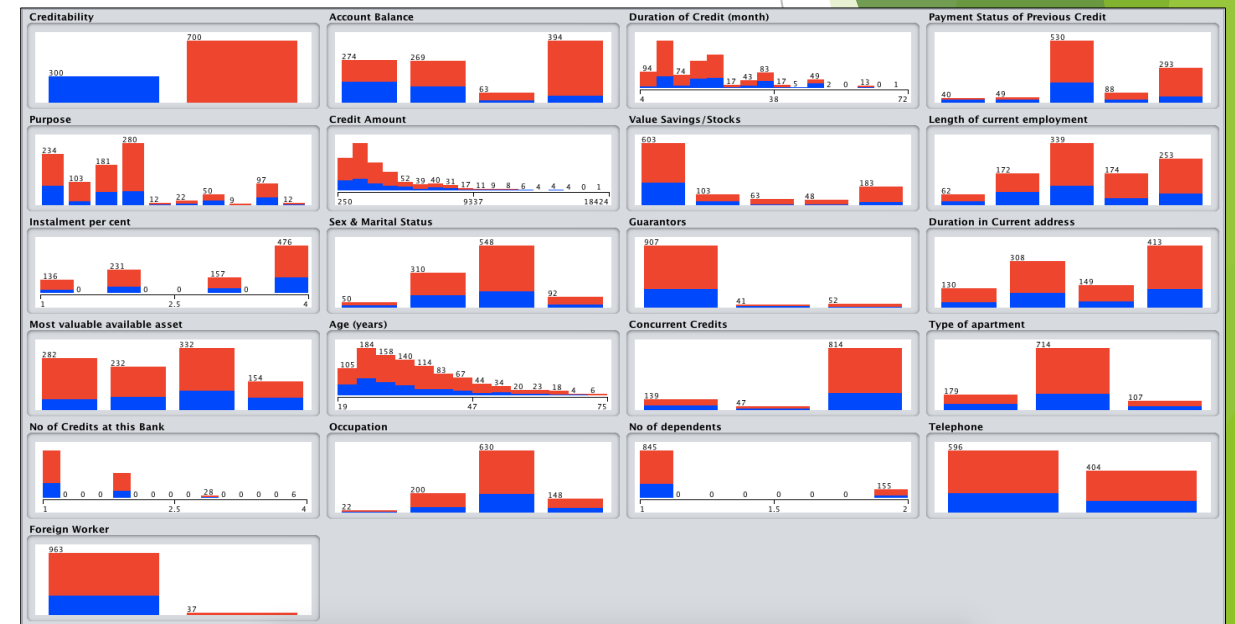 Creditability
700
300
Account Balance
274 269 63 394
Duration of Credit (month)
94 74 17 43 83 17 5 49 2 0 13 0 1
4 38 72
Payment Status of Previous Credit
40 49 530 88 293
Purpose
234 103 181 280 12 22 50 9 97 12
Credit Amount
52 39 40 31 17 11 9 8 6 4 4 4 0 1
250 9337 18424
Value Savings/Stocks
603 103 63 48 183
Length of current employment
62 172 339 174 253
Instalment per cent
136 0 231 0 0 157 0 476
1 2.5 4
Sex & Marital Status
50 310 548 92
Guarantors
907 41 52
Duration in Current address
130 308 149 413
Most valuable available asset
282 232 332 154
Age (years)
105 184 158 140 114 83 67 44 34 20 23 18 4 6
19 47 75
Concurrent Credits
139 47 814
Type of apartment
179 714 107
No of Credits at this Bank
0 0 0 0 0 0 0 28 0 0 0 0 6
1 2.5 4
Occupation
22 200 630 148
No of dependents
845 0 0 0 0 0 155
1 1.5 2
Telephone
596 404
Foreign Worker
963 37